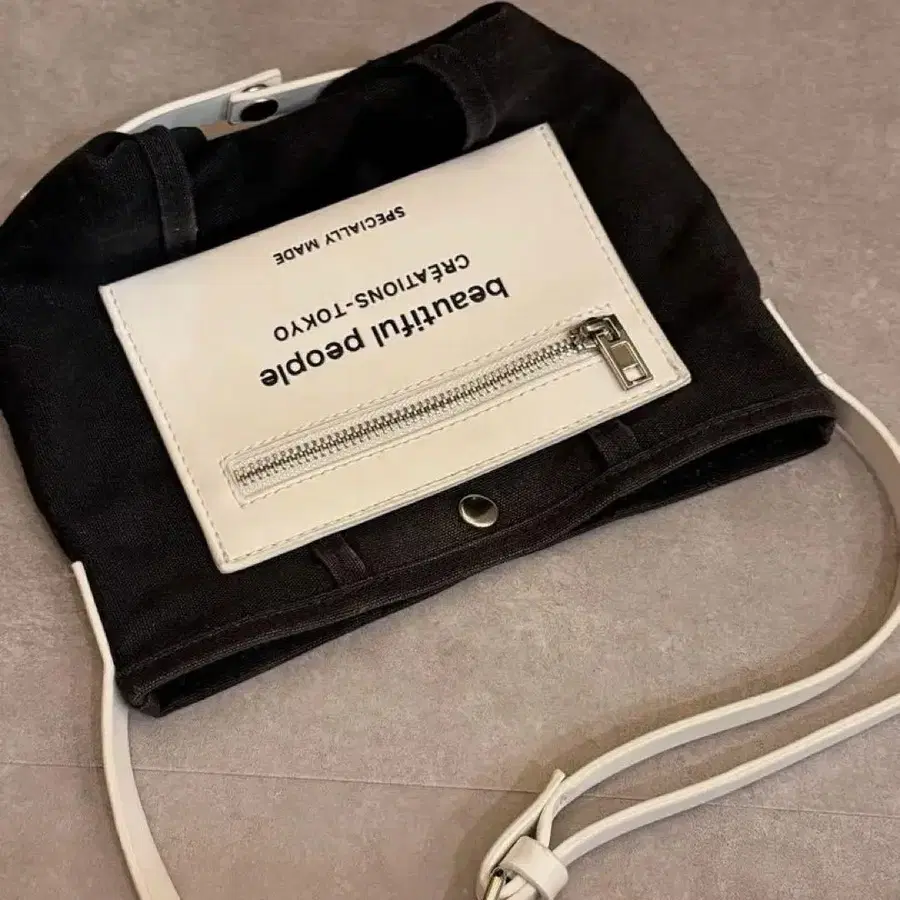 beautiful people
CRÉATIONS-TOKYO
SPECIALLY MADE